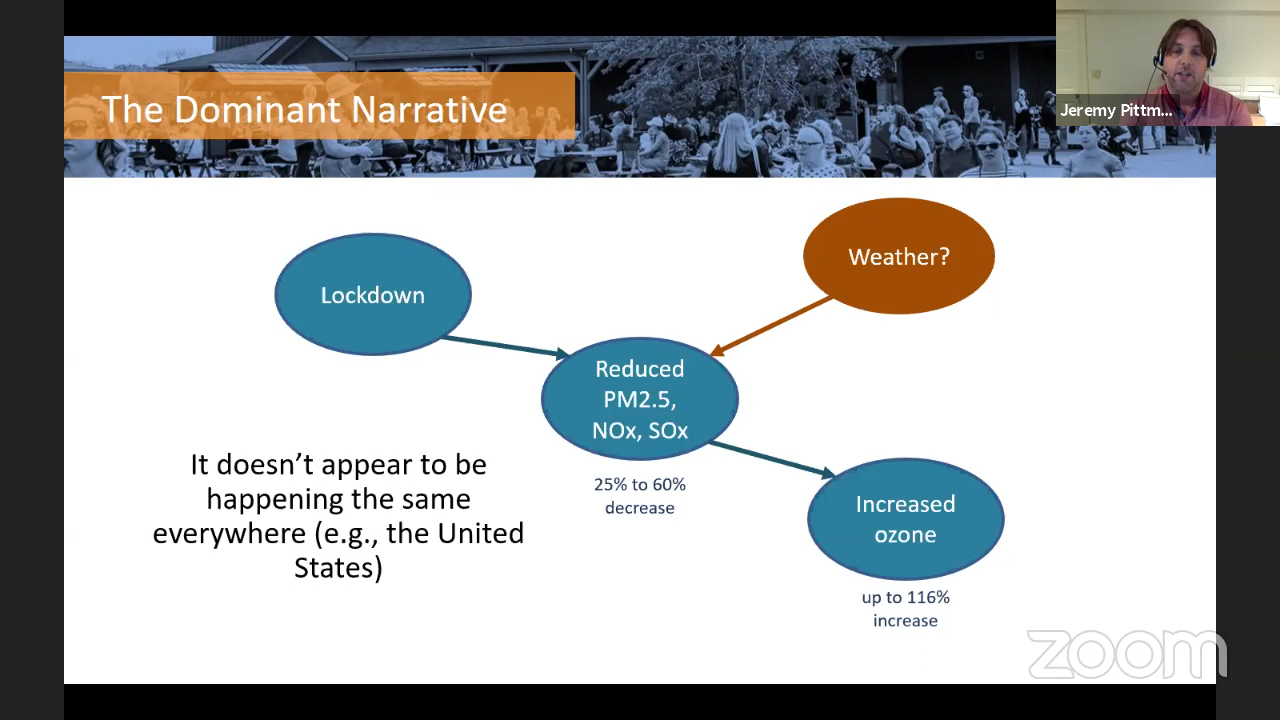 The Dominant Narrative
Jeremy Pittm...
Weather?
Lockdown
Reduced
PM2.5,
NOx, SOx
25% to 60%
decrease
It doesn’t appear to be
happening the same
everywhere (e.g., the United
States)
Increased
ozone
up to 116%
increase
zoom